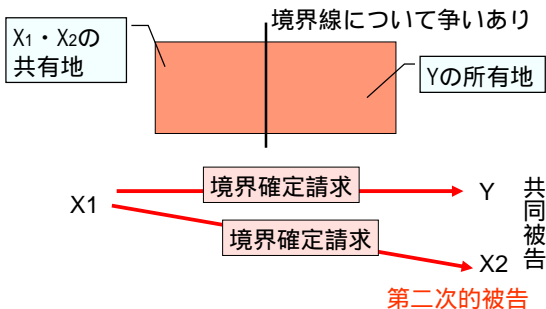 境界線について争いあり
X1・X2の
共有地
Yの所有地
境界確定請求
Y
X1
境界確定請求
X2
共同被告
第二次的被告